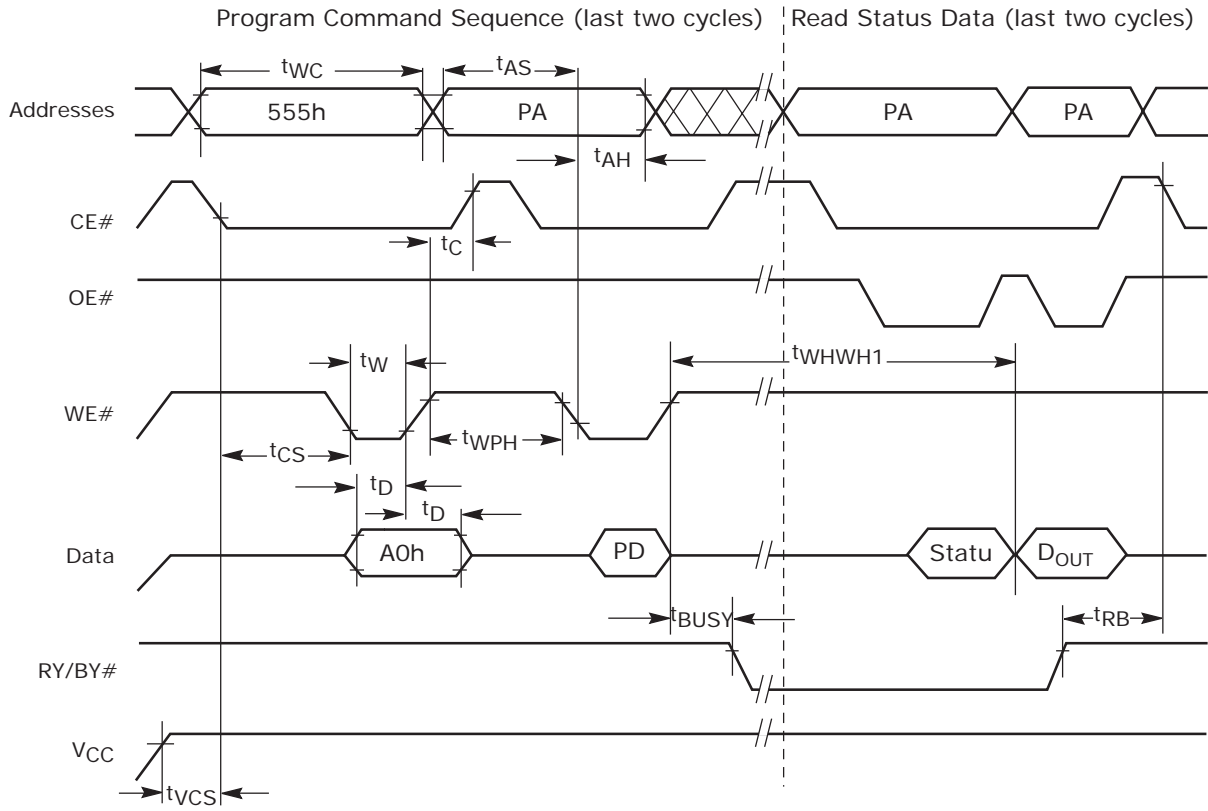 Program Command Sequence (last two cycles) Read Status Data (last two cycles)
tWC tAS
Addresses 555h PA PA PA
tAH
CE#
tC
OE#
tW tWHWH1
WE#
tCS tWPH
tD
tD
Data A0h PD Statu DOUT
tBUSY tRB
RY/BY#
VCC
tVCS